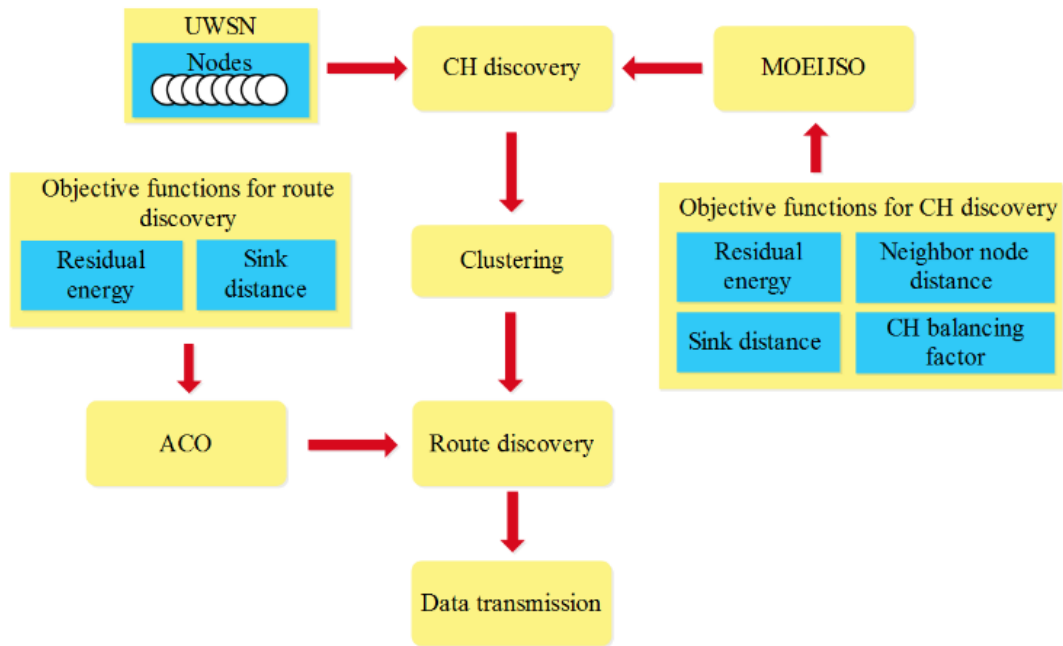 UWSN
Nodes
CH discovery
MOEIJSO
Objective functions for route
discovery
Residual
energy
Sink
distance
Clustering
Objective functions for CH discovery
Residual
energy
Neighbor node
distance
Sink distance
CH balancing
factor
ACO
Route discovery
Data transmission